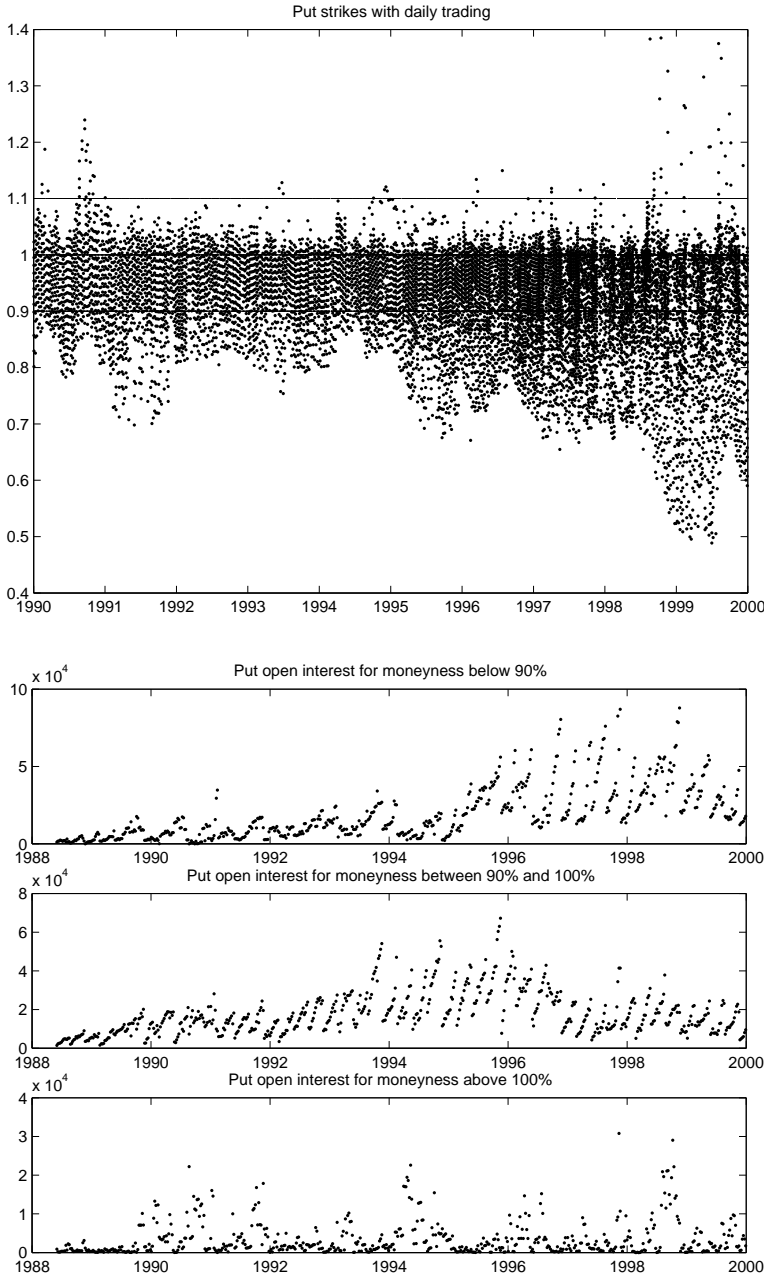 Put strikes with daily trading
1.4
1.3
1.2
1.1
1
0.9
0.8
0.7
0.6
0.5
0.4
1990 1991 1992 1993 1994 1995 1996 1997 1998 1999 2000
x 10^4
Put open interest for moneyness below 90%
10
5
0
1988 1990 1992 1994 1996 1998 2000
x 10^4
Put open interest for moneyness between 90% and 100%
8
6
4
2
0
1988 1990 1992 1994 1996 1998 2000
x 10^4
Put open interest for moneyness above 100%
4
3
2
1
0
1988 1990 1992 1994 1996 1998 2000